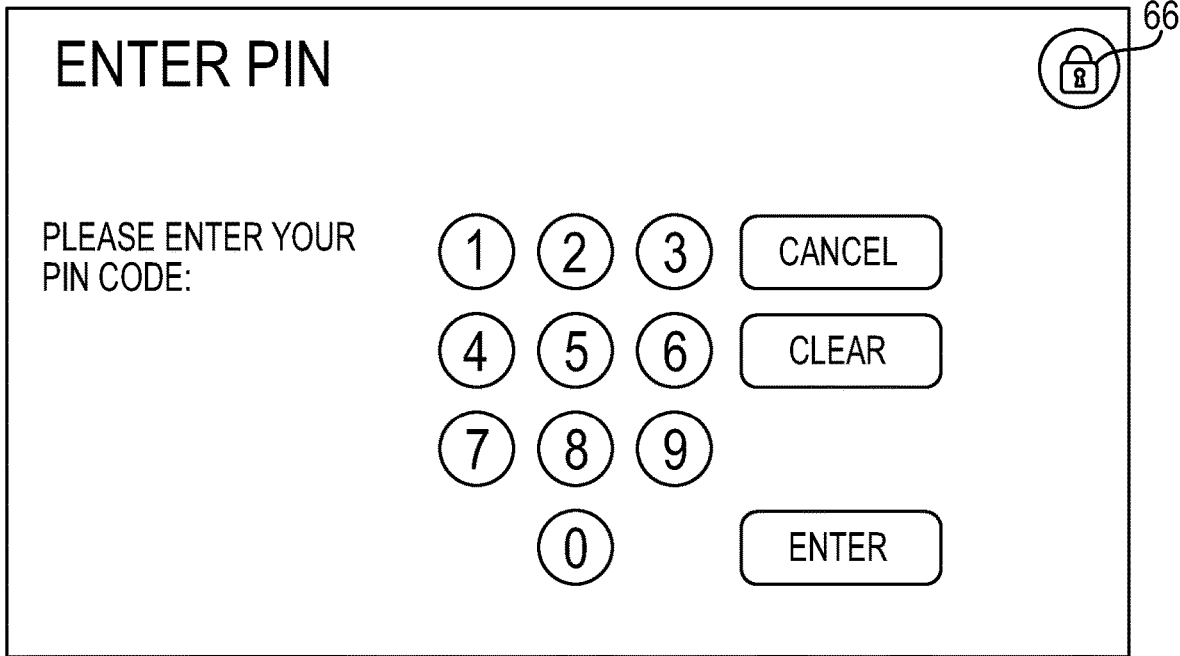 66
ENTER PIN
PLEASE ENTER YOUR
PIN CODE:
1 2 3 CANCEL
4 5 6 CLEAR
7 8 9
0 ENTER